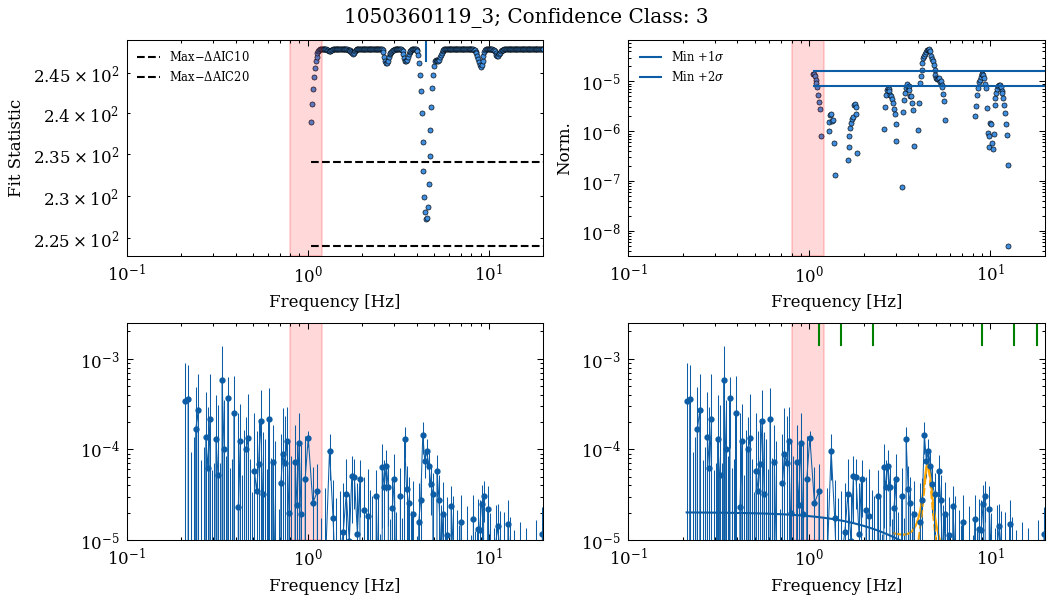 1050360119_3; Confidence Class: 3
Fit Statistic
2.45 × 10²
2.4 × 10²
2.35 × 10²
2.3 × 10²
2.25 × 10²
Max−ΔAIC10
Max−ΔAIC20
10⁻¹ 10⁰ 10¹
Frequency [Hz]
Norm.
10⁻⁵
10⁻⁶
10⁻⁷
10⁻⁸
Min +1σ
Min +2σ
10⁻¹ 10⁰ 10¹
Frequency [Hz]
10⁻³
10⁻⁴
10⁻⁵
10⁻¹ 10⁰ 10¹
Frequency [Hz]
10⁻³
10⁻⁴
10⁻⁵
10⁻¹ 10⁰ 10¹
Frequency [Hz]